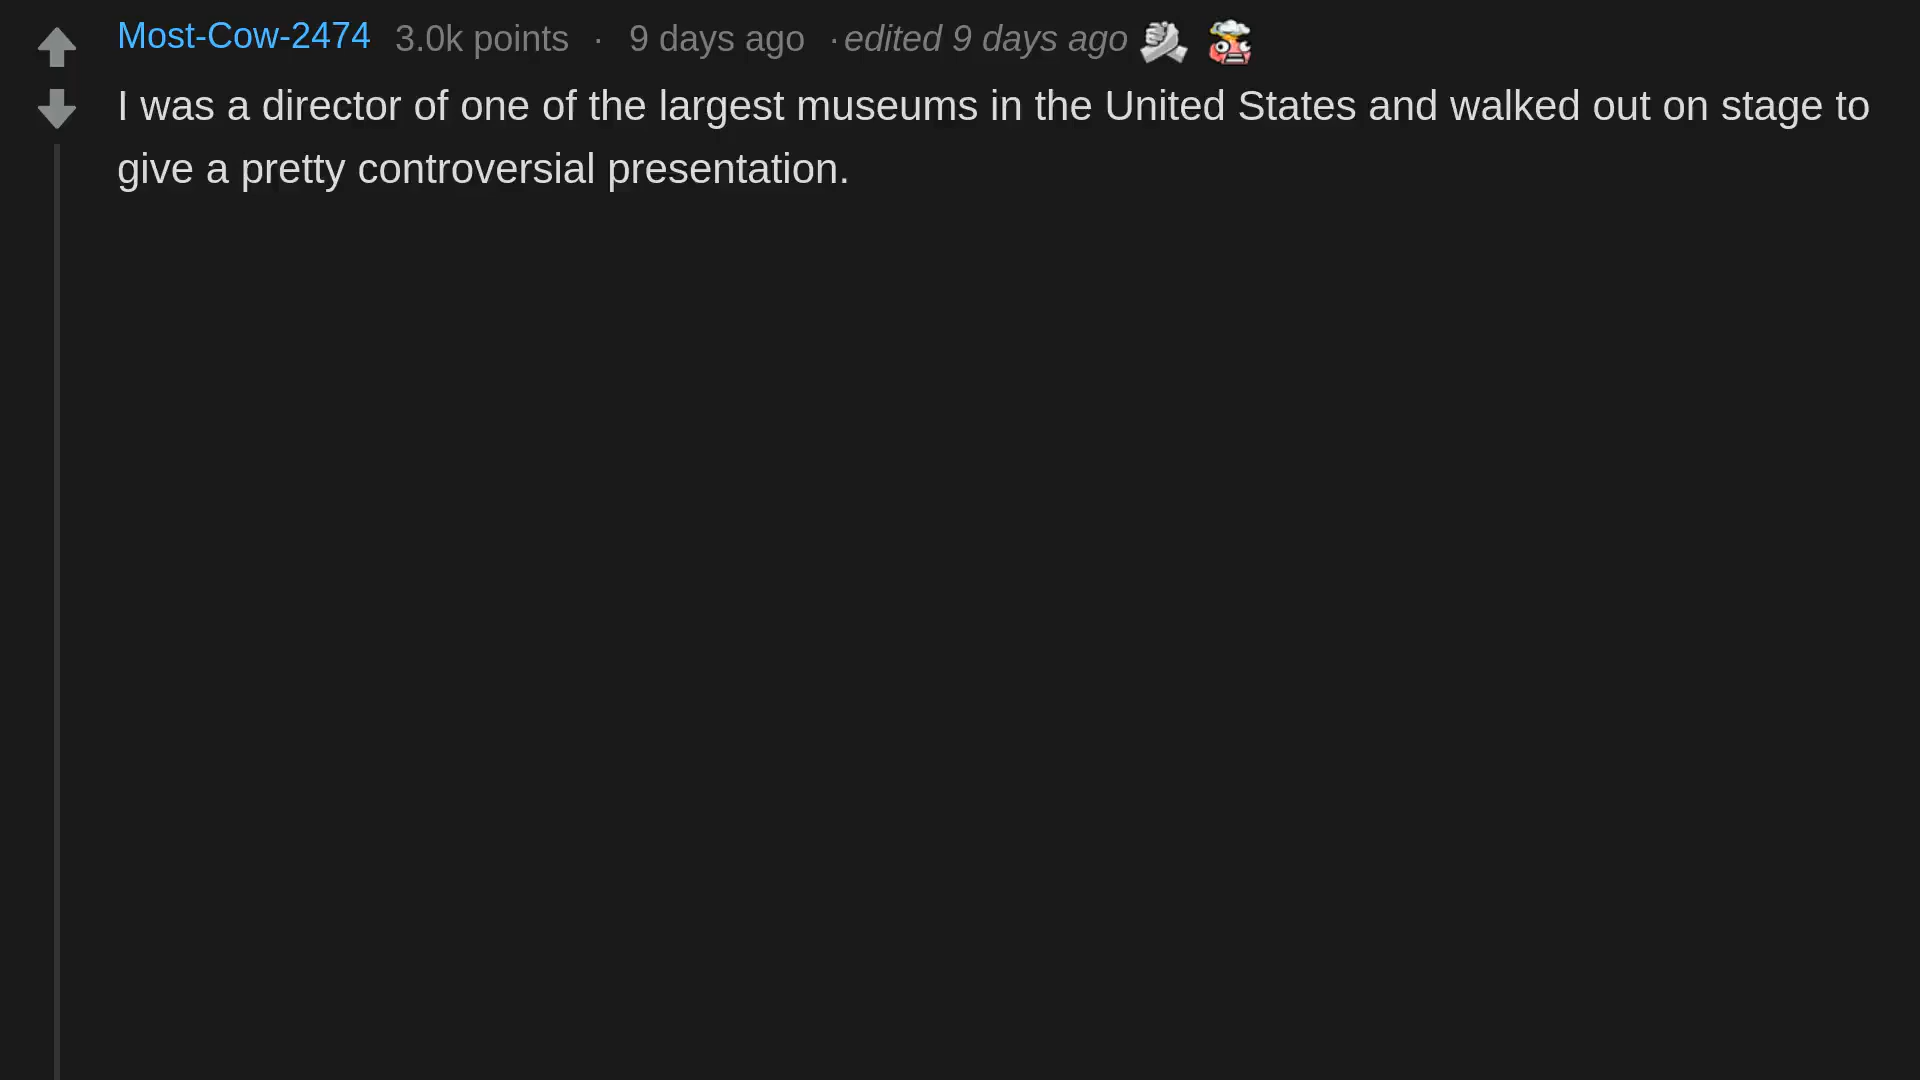 Most-Cow-2474 3.0k points · 9 days ago · edited 9 days ago
I was a director of one of the largest museums in the United States and walked out on stage to
give a pretty controversial presentation.